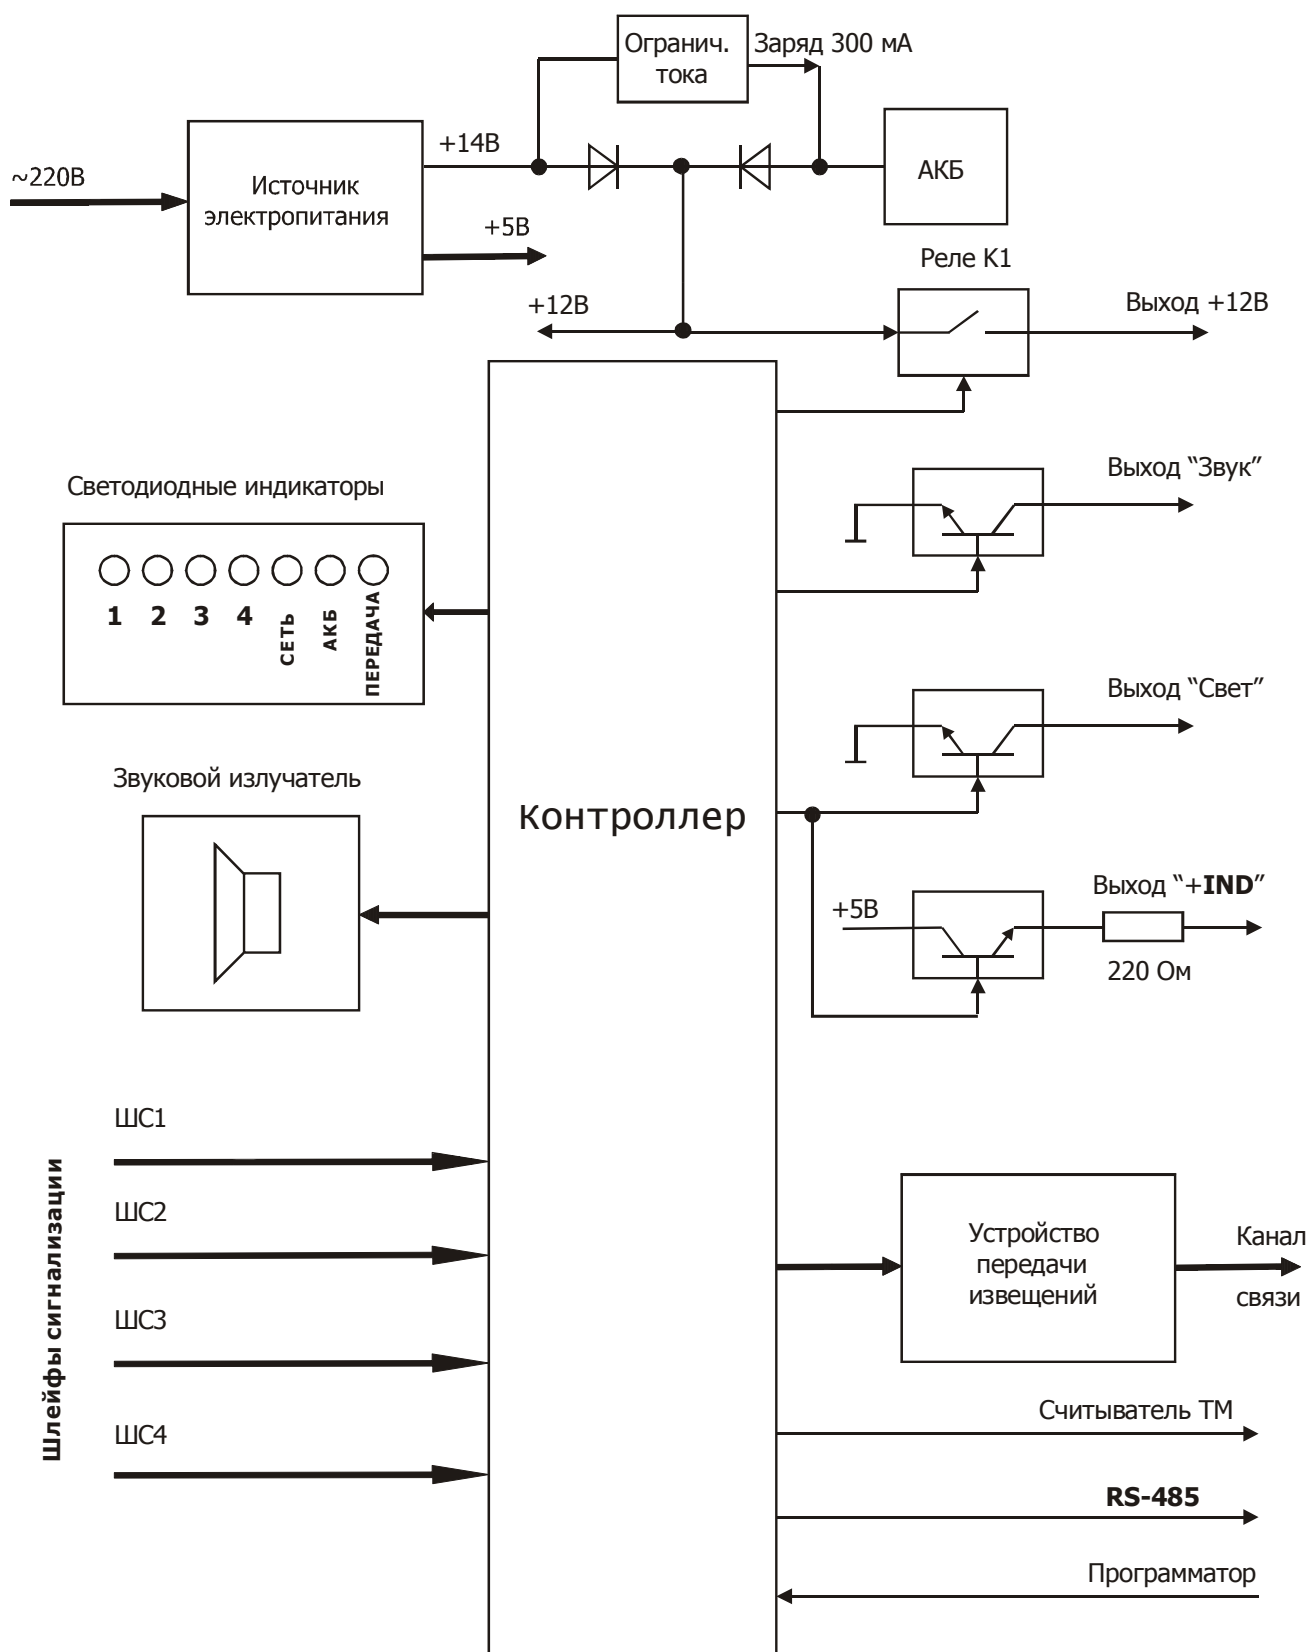 Огранич.
тока
Заряд 300 мА
+14В
АКБ
~220В
Источник
электропитания
+5В
Реле К1
+12В
Выход +12В
Выход “Звук”
Светодиодные индикаторы
1 2 3 4 СЕТЬ АКБ ПЕРЕДАЧА
Выход “Свет”
Звуковой излучатель
Контроллер
Выход “+IND”
+5В
220 Ом
Шлейфы сигнализации
ШС1
ШС2
ШС3
ШС4
Устройство
передачи
извещений
Канал
связи
Считыватель ТМ
RS-485
Программатор